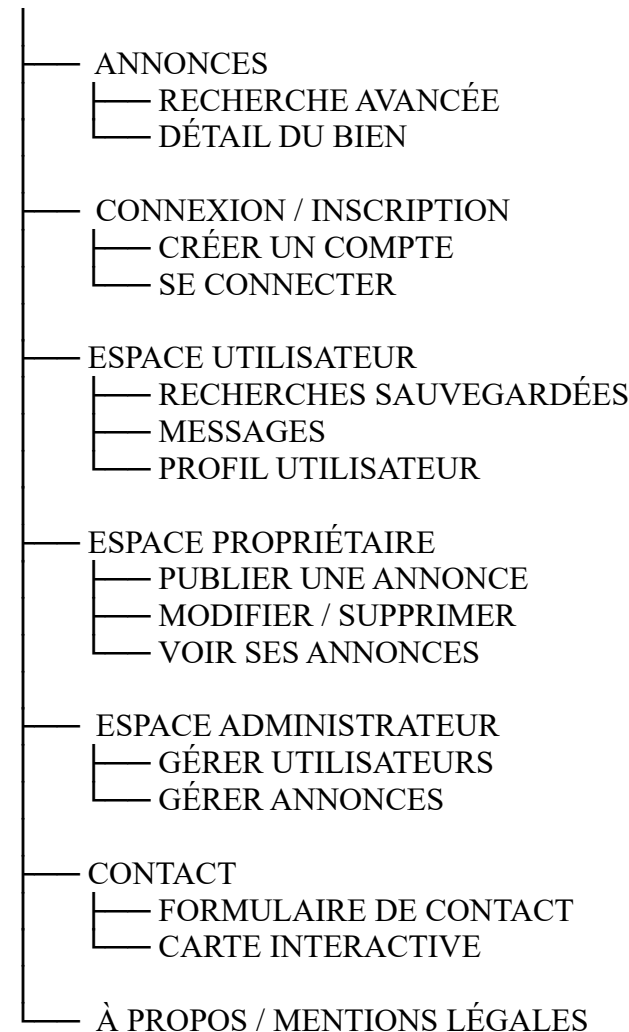 ANNONCES
RECHERCHE AVANCÉE
DÉTAIL DU BIEN
CONNEXION / INSCRIPTION
CRÉER UN COMPTE
SE CONNECTER
ESPACE UTILISATEUR
RECHERCHES SAUVEGARDÉES
MESSAGES
PROFIL UTILISATEUR
ESPACE PROPRIÉTAIRE
PUBLIER UNE ANNONCE
MODIFIER / SUPPRIMER
VOIR SES ANNONCES
ESPACE ADMINISTRATEUR
GÉRER UTILISATEURS
GÉRER ANNONCES
CONTACT
FORMULAIRE DE CONTACT
CARTE INTERACTIVE
À PROPOS / MENTIONS LÉGALES